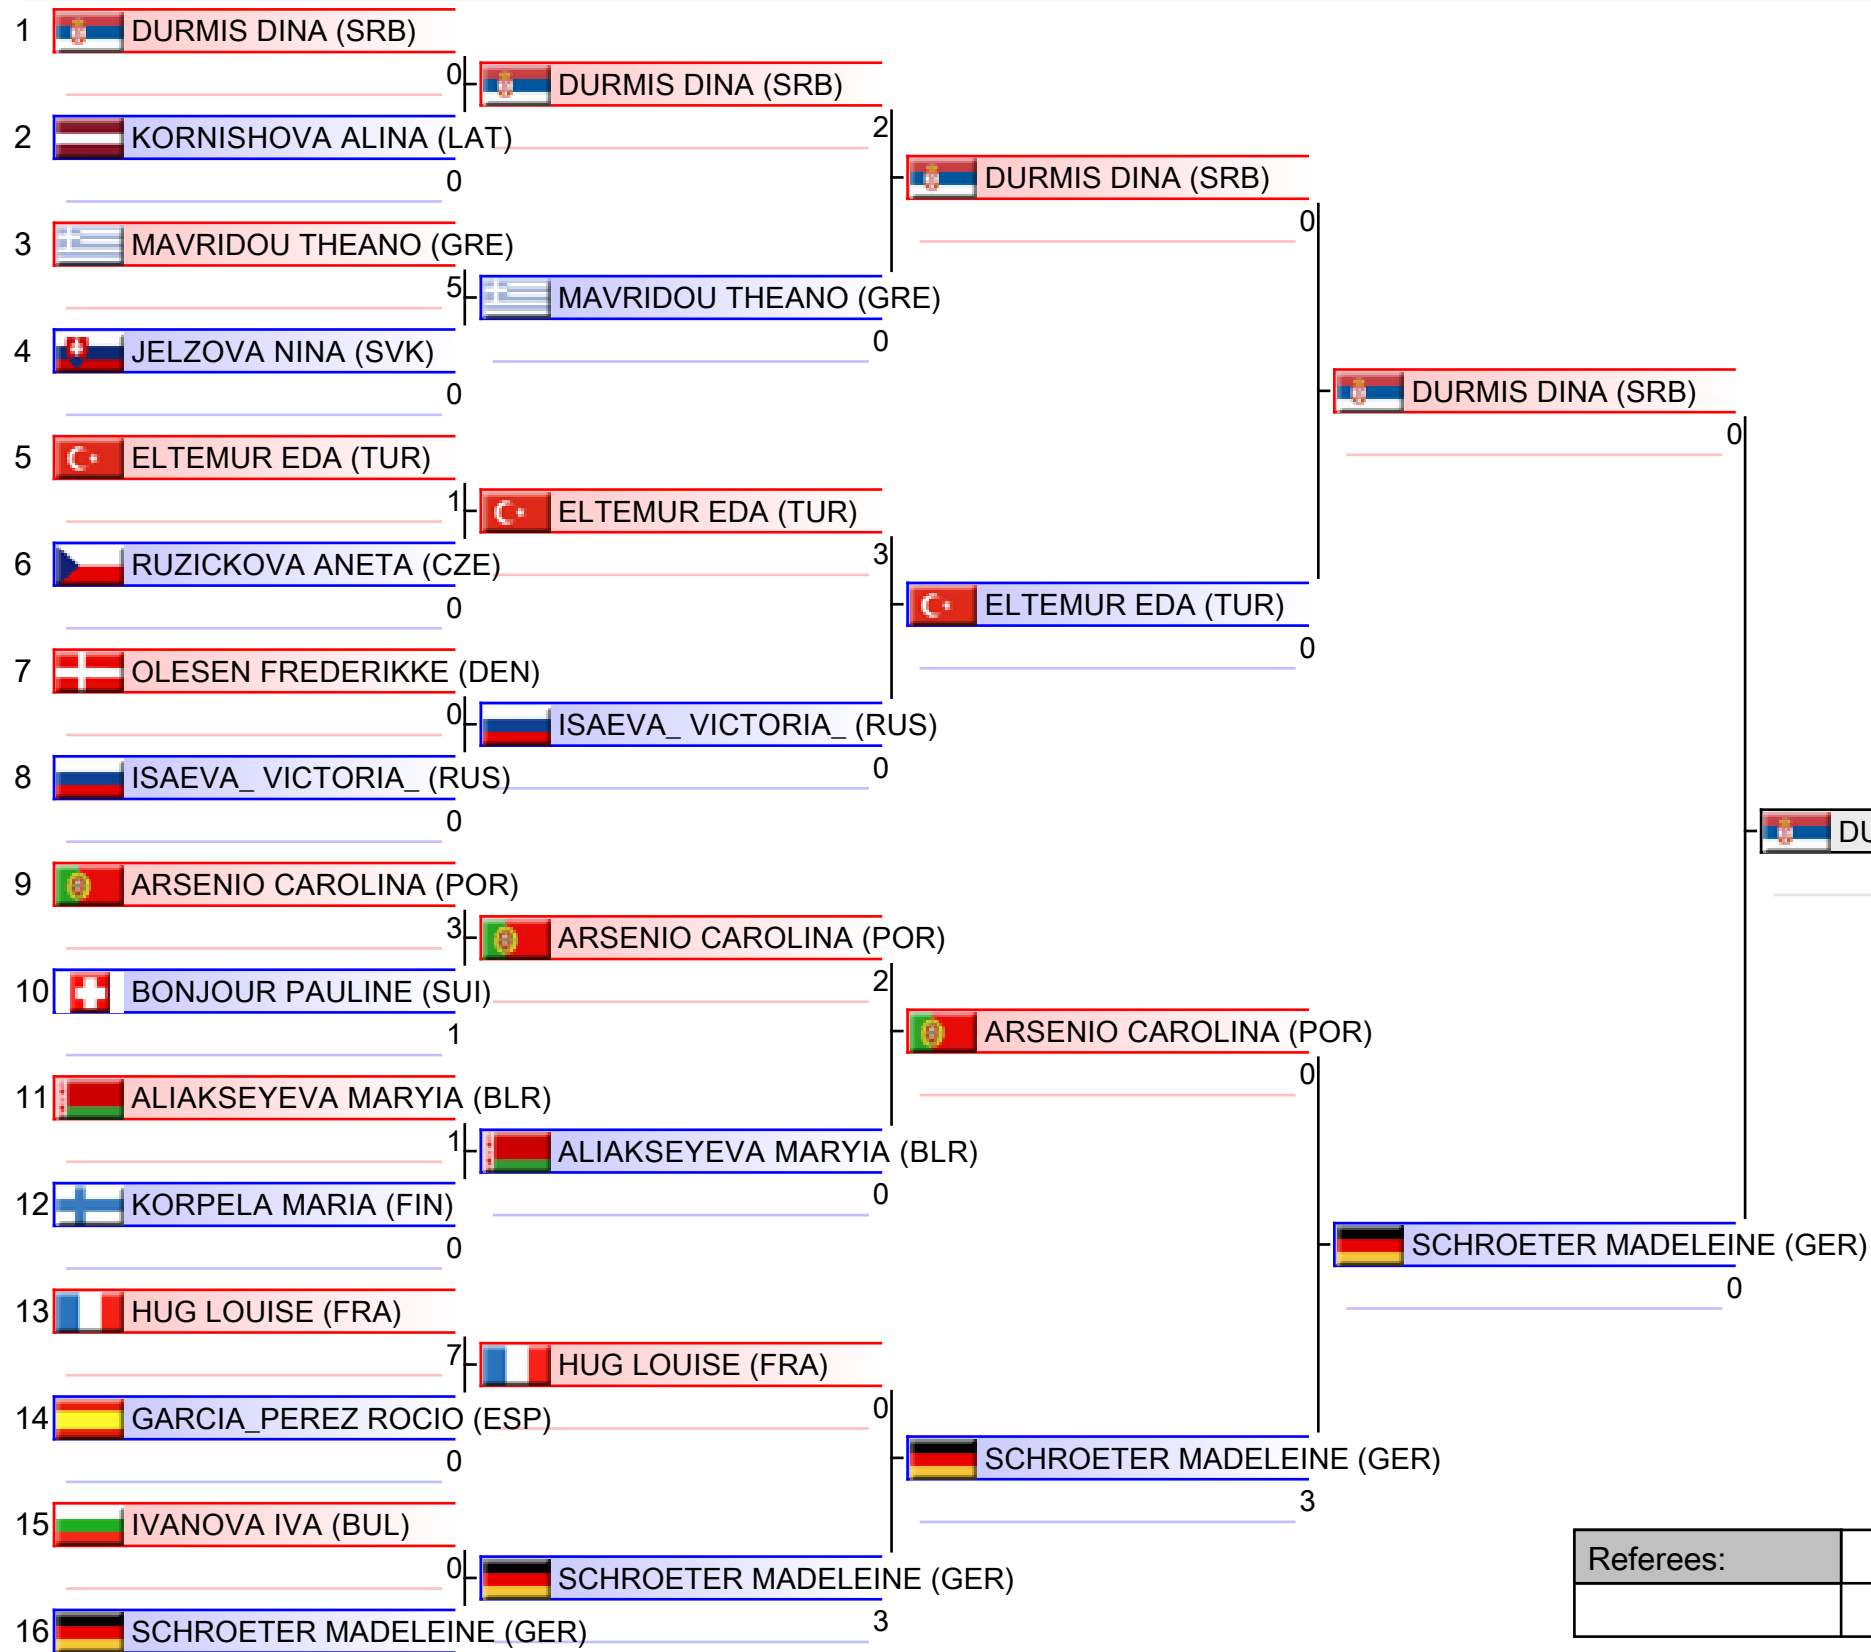 1 DURMIS DINA (SRB)
0
DURMIS DINA (SRB)
2 KORNISHOVA ALINA (LAT)
2
0
DURMIS DINA (SRB)
0
3 MAVRIDOU THEANO (GRE)
5
MAVRIDOU THEANO (GRE)
0
4 JELZOVA NINA (SVK)
0
DURMIS DINA (SRB)
0
5 ELTEMUR EDA (TUR)
1
ELTEMUR EDA (TUR)
3
6 RUZICKOVA ANETA (CZE)
0
ELTEMUR EDA (TUR)
0
7 OLESEN FREDERIKKE (DEN)
0
ISAEVA_ VICTORIA_ (RUS)
0
8 ISAEVA_ VICTORIA_ (RUS)
0
9 ARSENIO CAROLINA (POR)
3
ARSENIO CAROLINA (POR)
2
10 BONJOUR PAULINE (SUI)
1
ARSENIO CAROLINA (POR)
0
11 ALIAKSEYEVA MARYIA (BLR)
1
ALIAKSEYEVA MARYIA (BLR)
0
12 KORPELA MARIA (FIN)
0
SCHROETER MADELEINE (GER)
0
13 HUG LOUISE (FRA)
7
HUG LOUISE (FRA)
0
14 GARCIA_PEREZ ROCIO (ESP)
0
SCHROETER MADELEINE (GER)
3
15 IVANOVA IVA (BUL)
0
SCHROETER MADELEINE (GER)
3
16 SCHROETER MADELEINE (GER)
Referees: